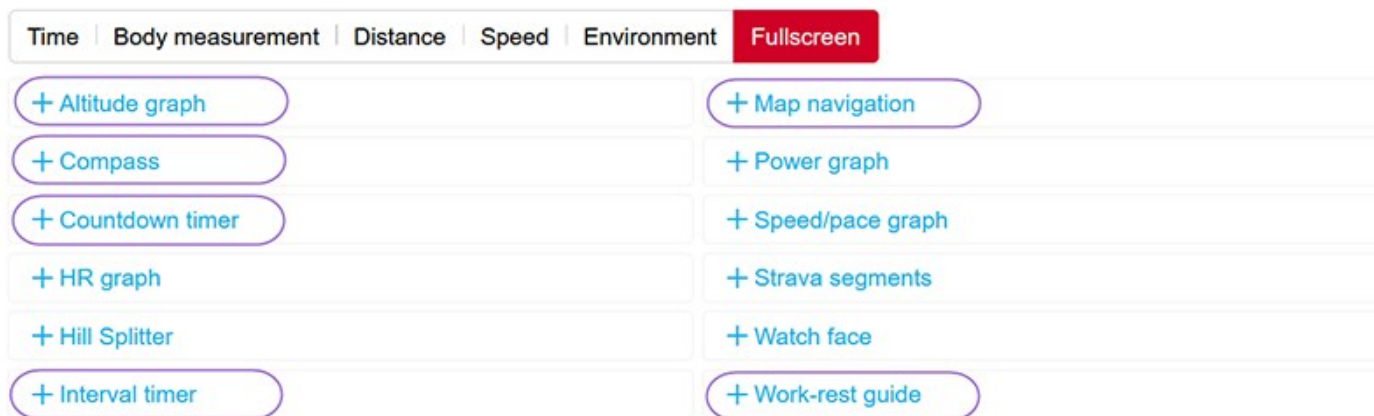 Time | Body measurement | Distance | Speed | Environment | Fullscreen
+ Altitude graph
+ Compass
+ Countdown timer
+ HR graph
+ Hill Splitter
+ Interval timer
+ Map navigation
+ Power graph
+ Speed/pace graph
+ Strava segments
+ Watch face
+ Work-rest guide